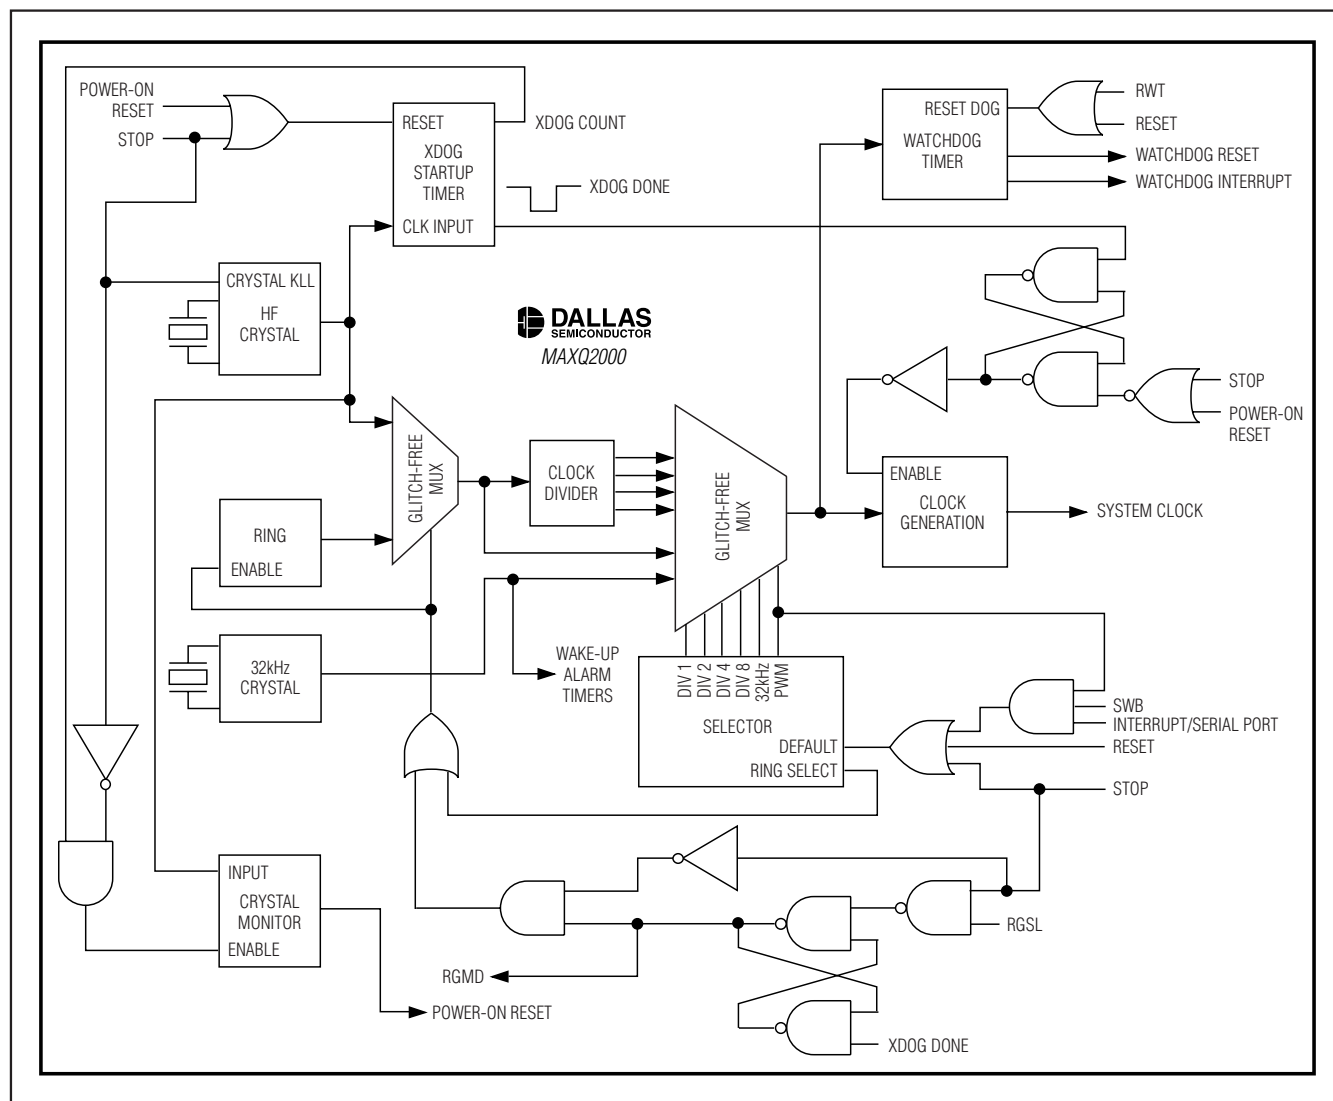 POWER-ON
RESET
STOP
RESET
XDOG
STARTUP
TIMER
CLK INPUT
XDOG COUNT
XDOG DONE
RESET DOG
WATCHDOG
TIMER
RWT
RESET
WATCHDOG RESET
WATCHDOG INTERRUPT
CRYSTAL KLL
HF
CRYSTAL
DALLAS
SEMICONDUCTOR
MAXQ2000
STOP
POWER-ON
RESET
GLITCH-FREE
MUX
CLOCK
DIVIDER
GLITCH-FREE
MUX
ENABLE
CLOCK
GENERATION
SYSTEM CLOCK
RING
ENABLE
32kHz
CRYSTAL
WAKE-UP
ALARM
TIMERS
DIV 1
DIV 2
DIV 4
DIV 8
32kHz
PWM
SELECTOR
DEFAULT
RING SELECT
SWB
INTERRUPT/SERIAL PORT
RESET
STOP
INPUT
CRYSTAL
MONITOR
ENABLE
RGSL
RGMD
POWER-ON RESET
XDOG DONE